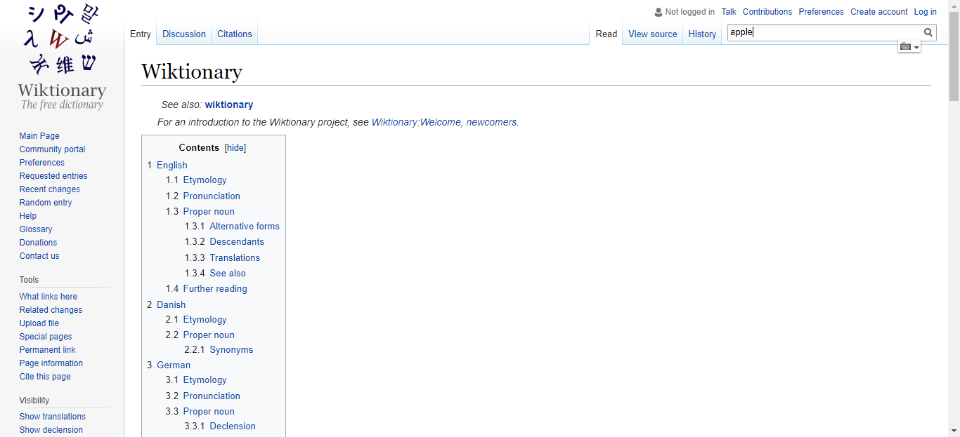 Not logged in Talk Contributions Preferences Create account Log in
Entry Discussion Citations Read View source History apple
Wiktionary
The free dictionary
Main Page
Community portal
Preferences
Requested entries
Recent changes
Random entry
Help
Glossary
Donations
Contact us
Tools
What links here
Related changes
Upload file
Special pages
Permanent link
Page information
Cite this page
Visibility
Show translations
Show declension
Wiktionary
See also: wiktionary
For an introduction to the Wiktionary project, see Wiktionary:Welcome, newcomers.
Contents [hide]
1 English
1.1 Etymology
1.2 Pronunciation
1.3 Proper noun
1.3.1 Alternative forms
1.3.2 Descendants
1.3.3 Translations
1.3.4 See also
1.4 Further reading
2 Danish
2.1 Etymology
2.2 Proper noun
2.2.1 Synonyms
3 German
3.1 Etymology
3.2 Pronunciation
3.3 Proper noun
3.3.1 Declension